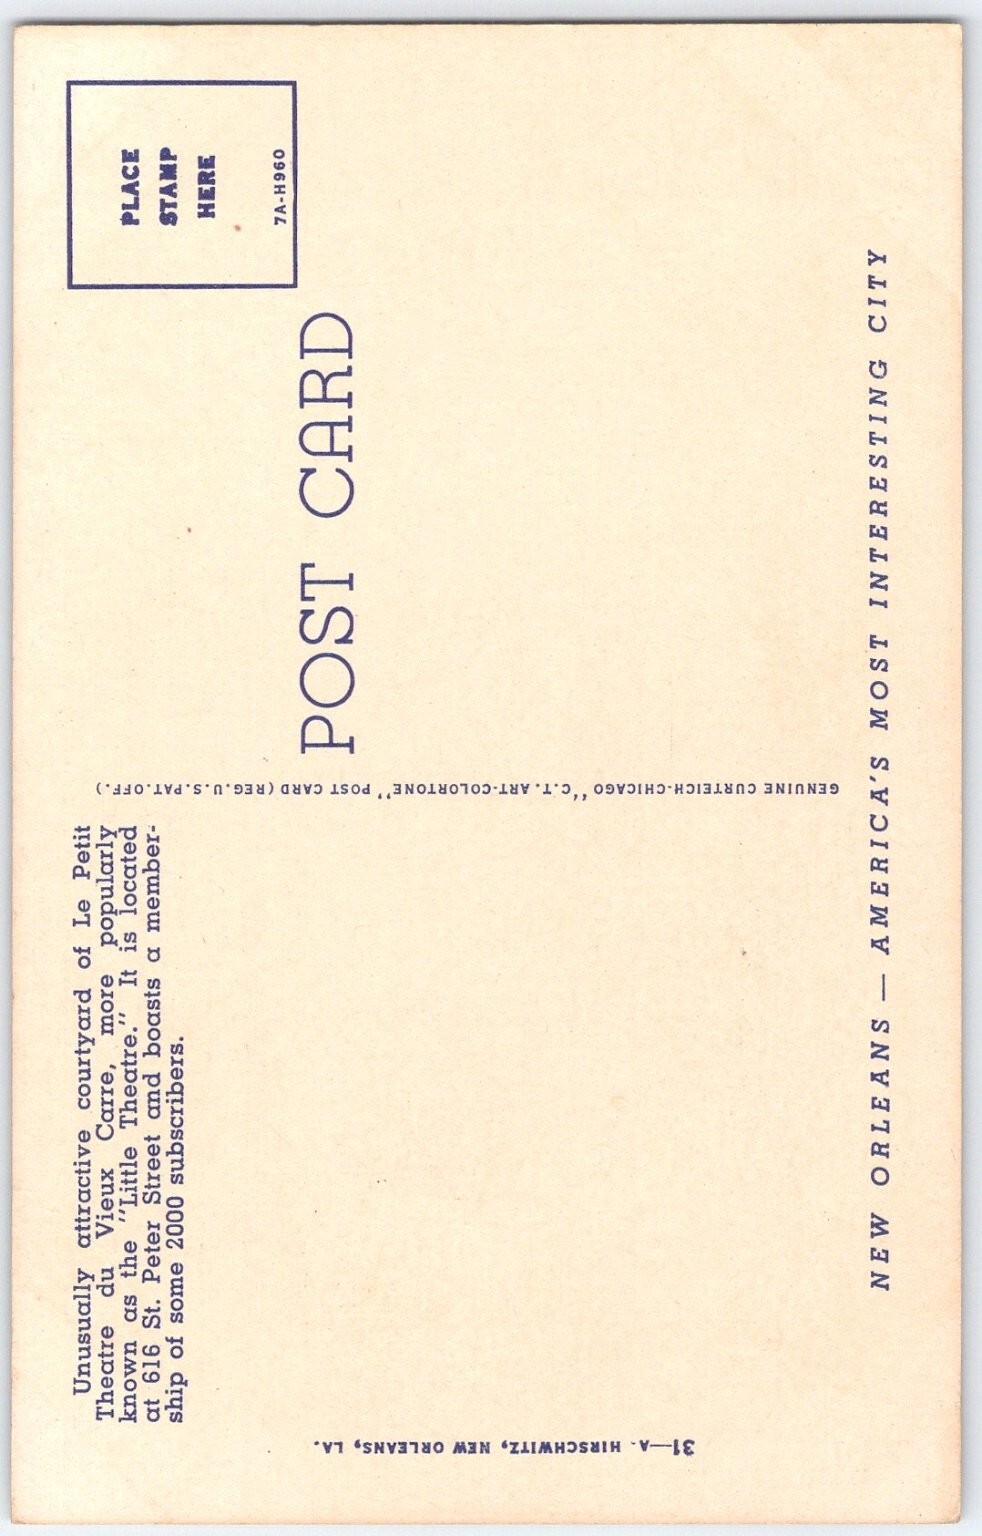 Unusually attractive courtyard of Le Petit
Theatre du Vieux Carre, more popularly
known as the "Little Theatre." It is located
at 616 St. Peter Street and boasts a member-
ship of some 2000 subscribers.
31—A. HIRSCHWITZ, NEW ORLEANS, LA.
GENUINE CURTEICH-CHICAGO "C.T. ART-COLORTONE" POST CARD (REG. U.S. PAT. OFF.)
POST CARD
PLACE
STAMP
HERE
7A-H960
NEW ORLEANS — AMERICA'S MOST INTERESTING CITY